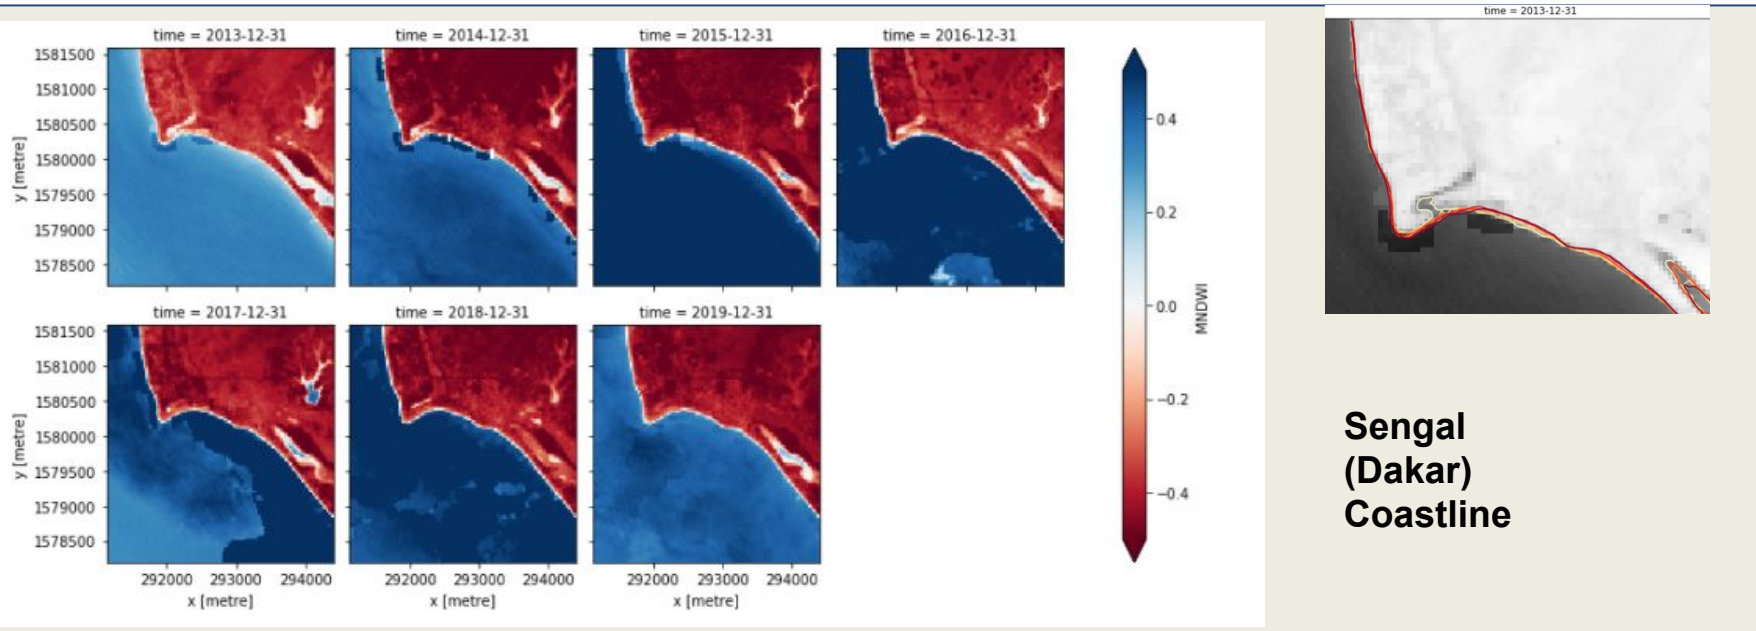 time = 2013-12-31
time = 2014-12-31
time = 2015-12-31
time = 2016-12-31
1581500
1581000
1580500
1580000
1579500
1579000
1578500
y [metre]
time = 2017-12-31
time = 2018-12-31
time = 2019-12-31
1581500
1581000
1580500
1580000
1579500
1579000
1578500
y [metre]
292000 293000 294000
292000 293000 294000
292000 293000 294000
x [metre]
x [metre]
x [metre]
0.4
0.2
0.0
−0.2
−0.4
MNDWI
time = 2013-12-31
Sengal
(Dakar)
Coastline